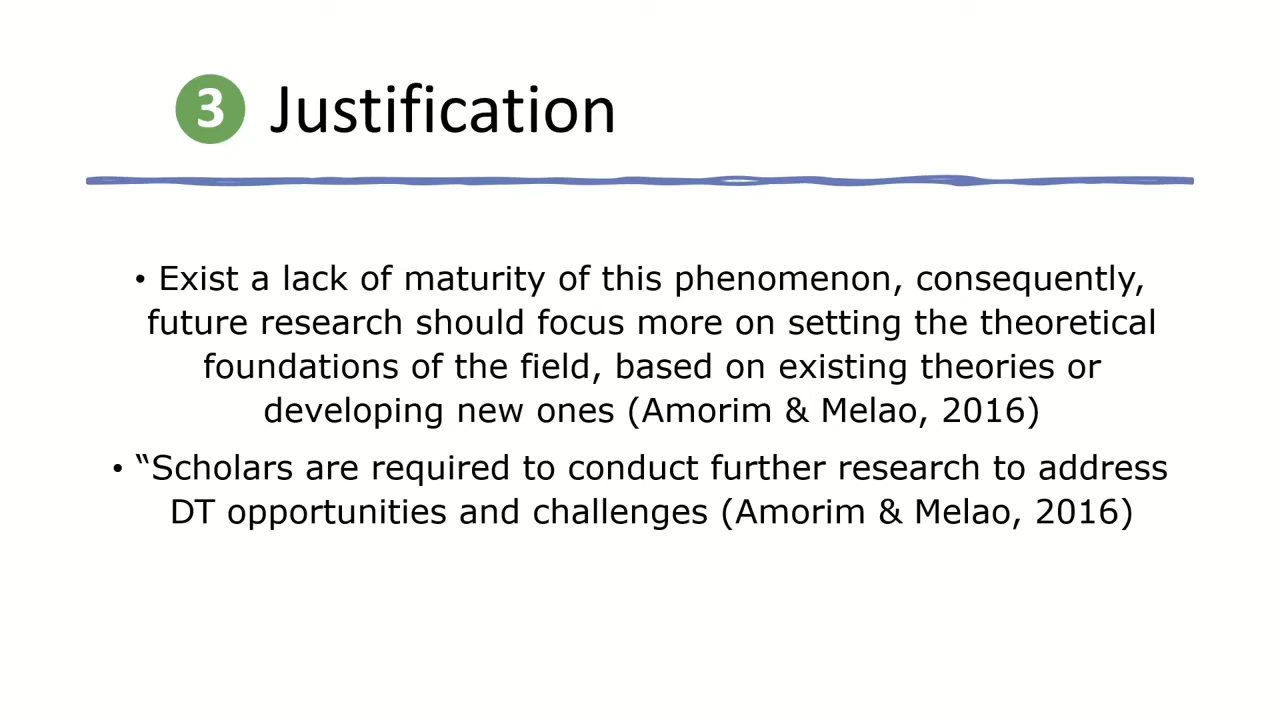 3 Justification
• Exist a lack of maturity of this phenomenon, consequently,
future research should focus more on setting the theoretical
foundations of the field, based on existing theories or
developing new ones (Amorim & Melao, 2016)
• “Scholars are required to conduct further research to address
DT opportunities and challenges (Amorim & Melao, 2016)